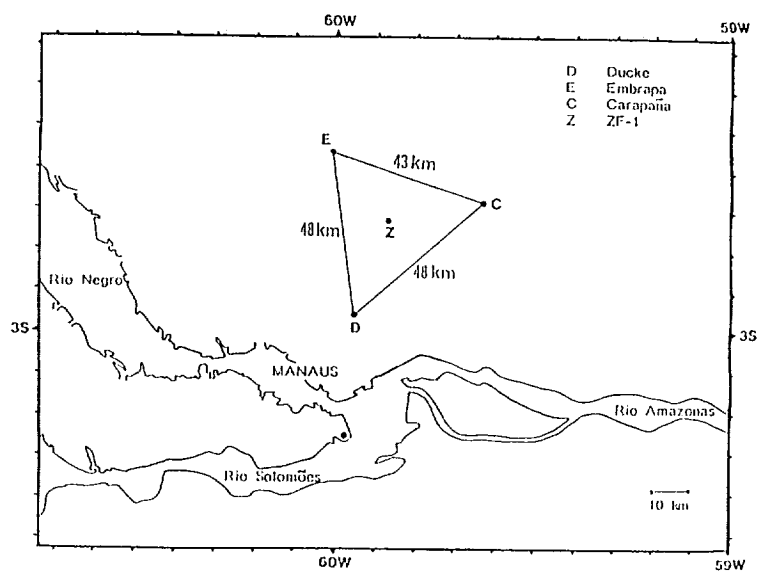 60W
59W
D Ducke
E Embrapa
C Carapaña
Z ZF-1
E
43 km
C
48 km
Z
48 km
D
Rio Negro
3S
3S
MANAUS
Rio Amazonas
Rio Solomões
10 km
60W
59W